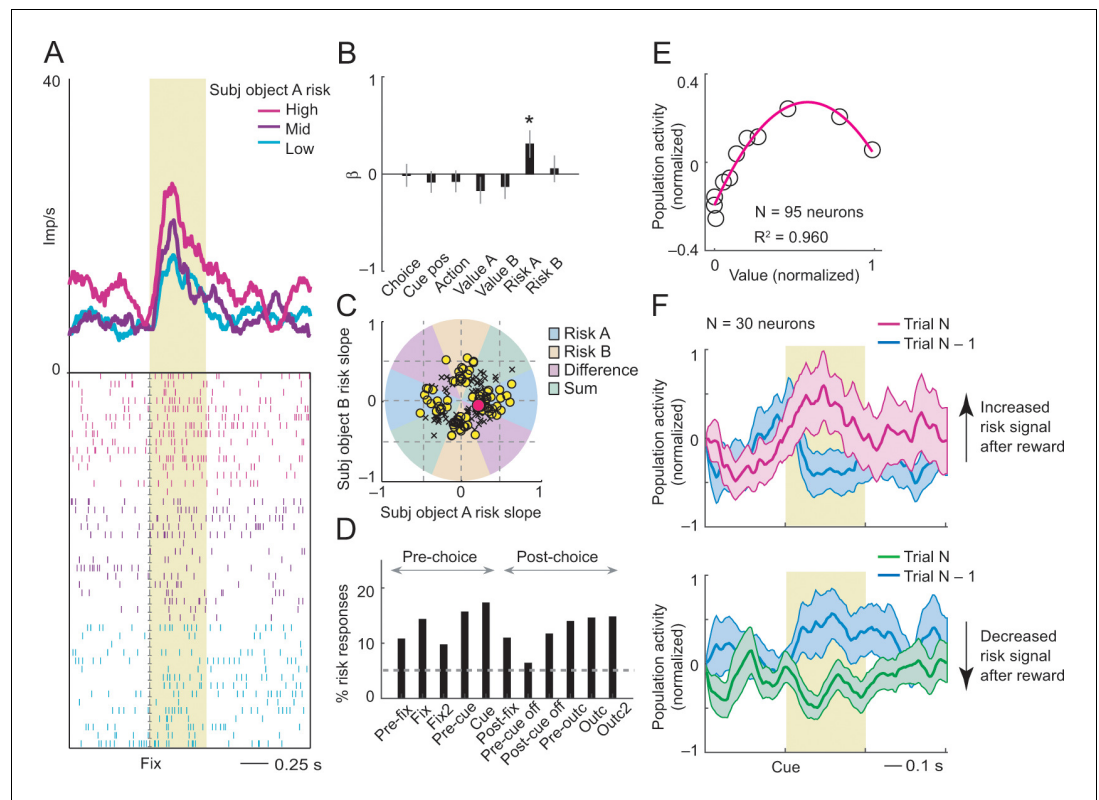 A
40
Subj object A risk
High
Mid
Low
Imp/s
0
Fix
0.25 s
B
1
β
0
*
−1
Choice
Cue pos
Action
Value A
Value B
Risk A
Risk B
C
1
Subj object B risk slope
0
−1
−1
0
1
Subj object A risk slope
Risk A
Risk B
Difference
Sum
D
Pre-choice
Post-choice
% risk responses
20
10
0
Pre-fix
Fix
Fix2
Pre-cue
Cue
Post-fix
Pre-cue off
Post-cue off
Pre-outc
Outc
Outc2
E
0.4
Population activity
(normalized)
0
−0.4
N = 95 neurons
R² = 0.960
0
Value (normalized)
1
F
N = 30 neurons
Trial N
Trial N – 1
1
Population activity
(normalized)
0
−1
Increased
risk signal
after reward
Trial N
Trial N – 1
1
Population activity
(normalized)
0
−1
Decreased
risk signal
after reward
Cue
0.1 s